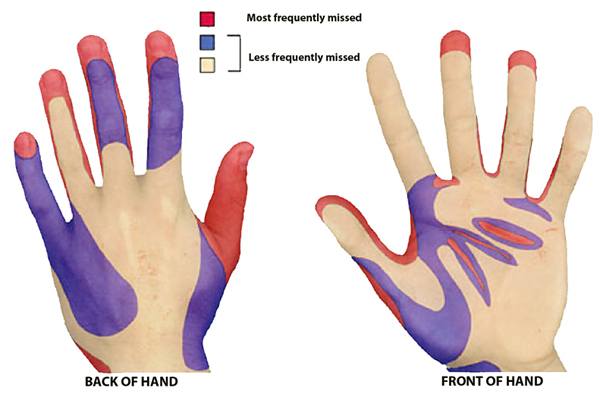 Most frequently missed
Less frequently missed
BACK OF HAND
FRONT OF HAND